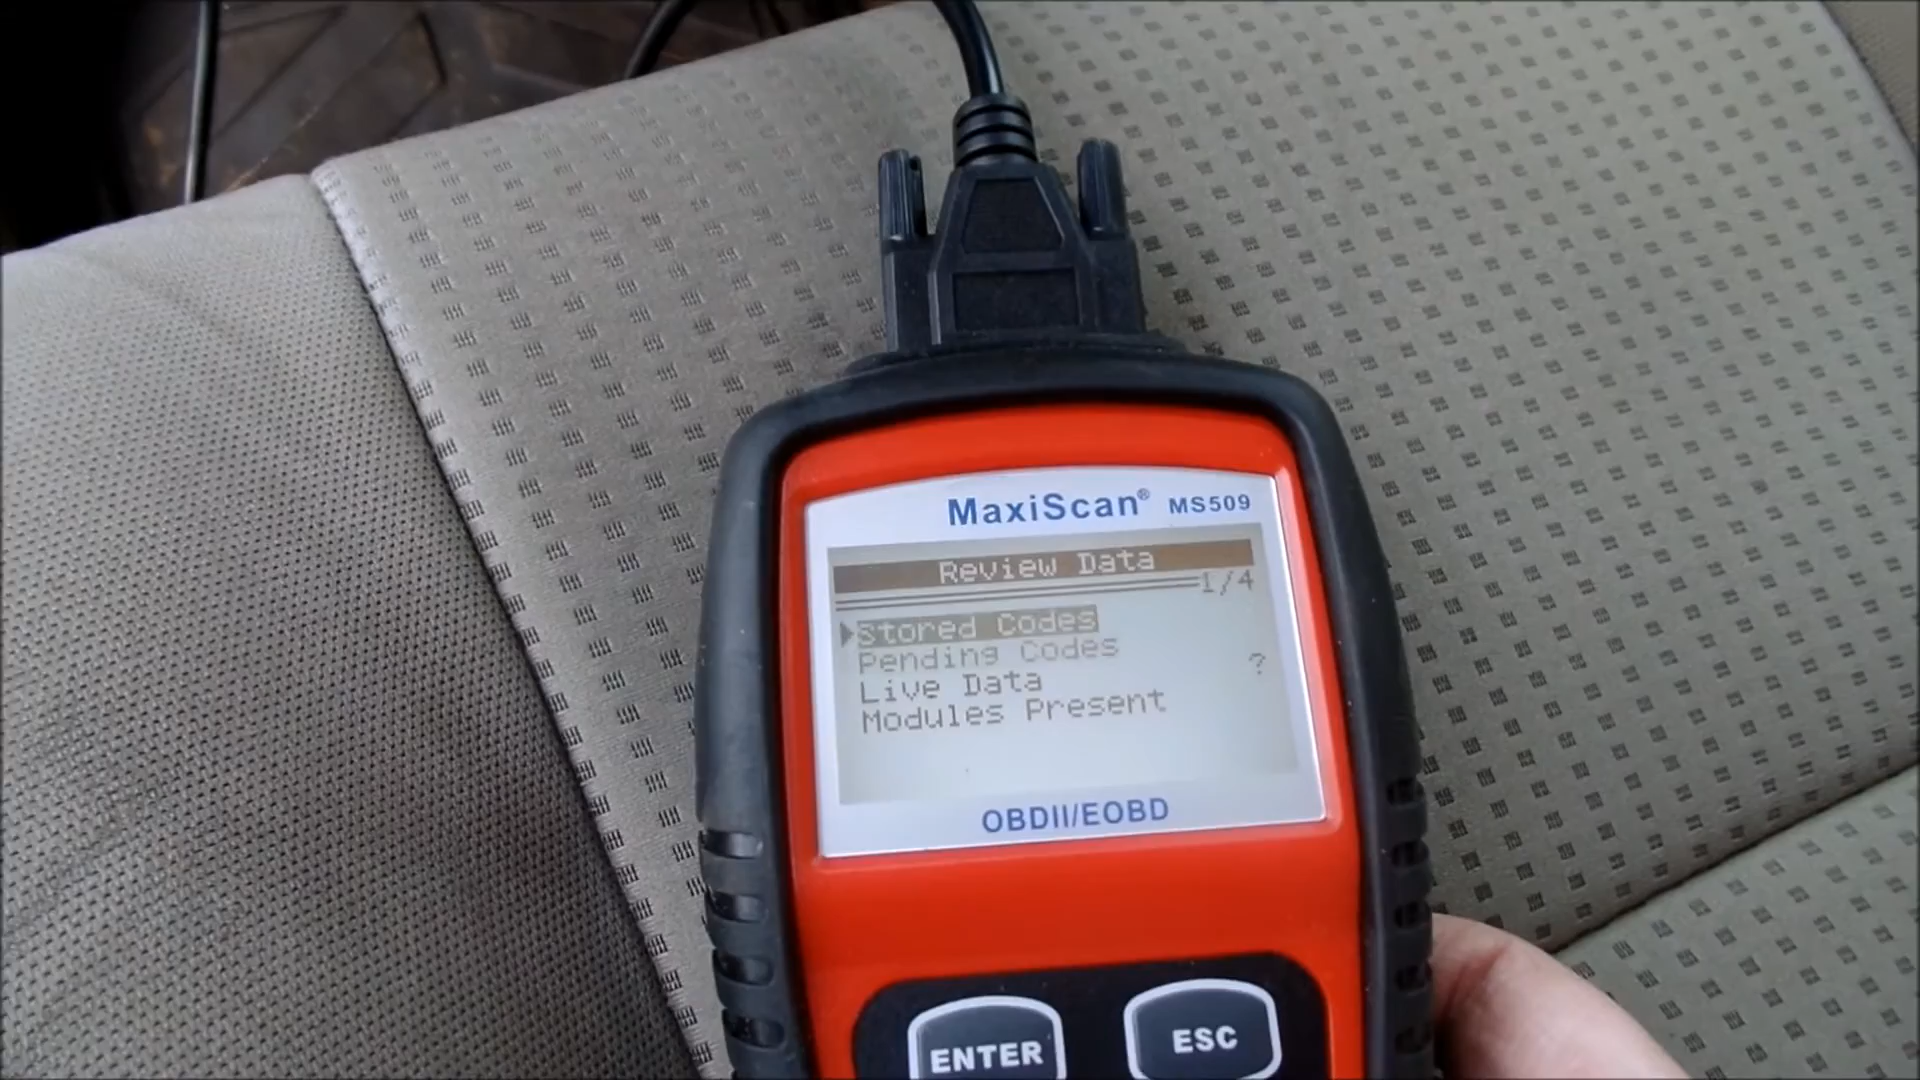 MaxiScan® MS509
Review Data
1/4
Stored Codes
Pending Codes
?
Live Data
Modules Present
OBDII/EOBD
ENTER
ESC